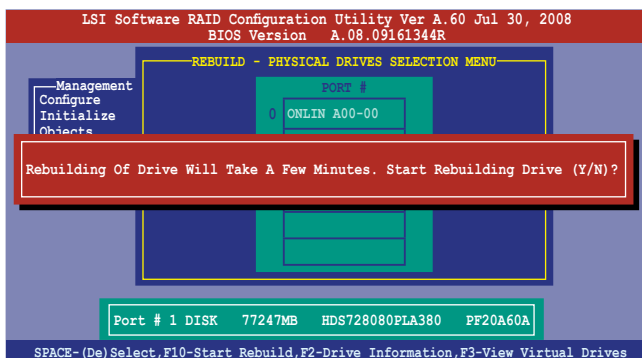 LSI Software RAID Configuration Utility Ver A.60 Jul 30, 2008
BIOS Version A.08.09161344R
REBUILD - PHYSICAL DRIVES SELECTION MENU
Management
PORT #
Configure
Initialize
0 ONLIN A00-00
Objects
Rebuilding Of Drive Will Take A Few Minutes. Start Rebuilding Drive (Y/N)?
Port # 1 DISK 77247MB HDS728080PLA380 PF20A60A
SPACE-(De)Select,F10-Start Rebuild,F2-Drive Information,F3-View Virtual Drives